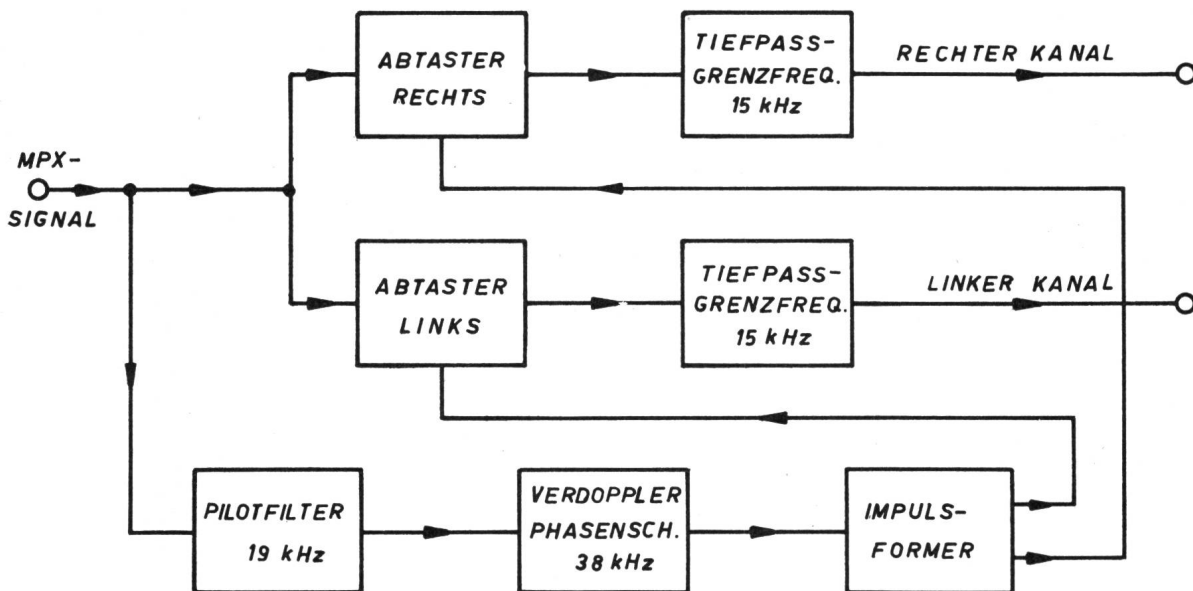 ABTASTER
RECHTS
TIEFPASS-
GRENZFREQ.
15 kHz
RECHTER KANAL
MPX-
SIGNAL
ABTASTER
LINKS
TIEFPASS-
GRENZFREQ.
15 kHz
LINKER KANAL
PILOTFILTER
19 kHz
VERDOPPLER
PHASENSCH.
38 kHz
IMPULS-
FORMER